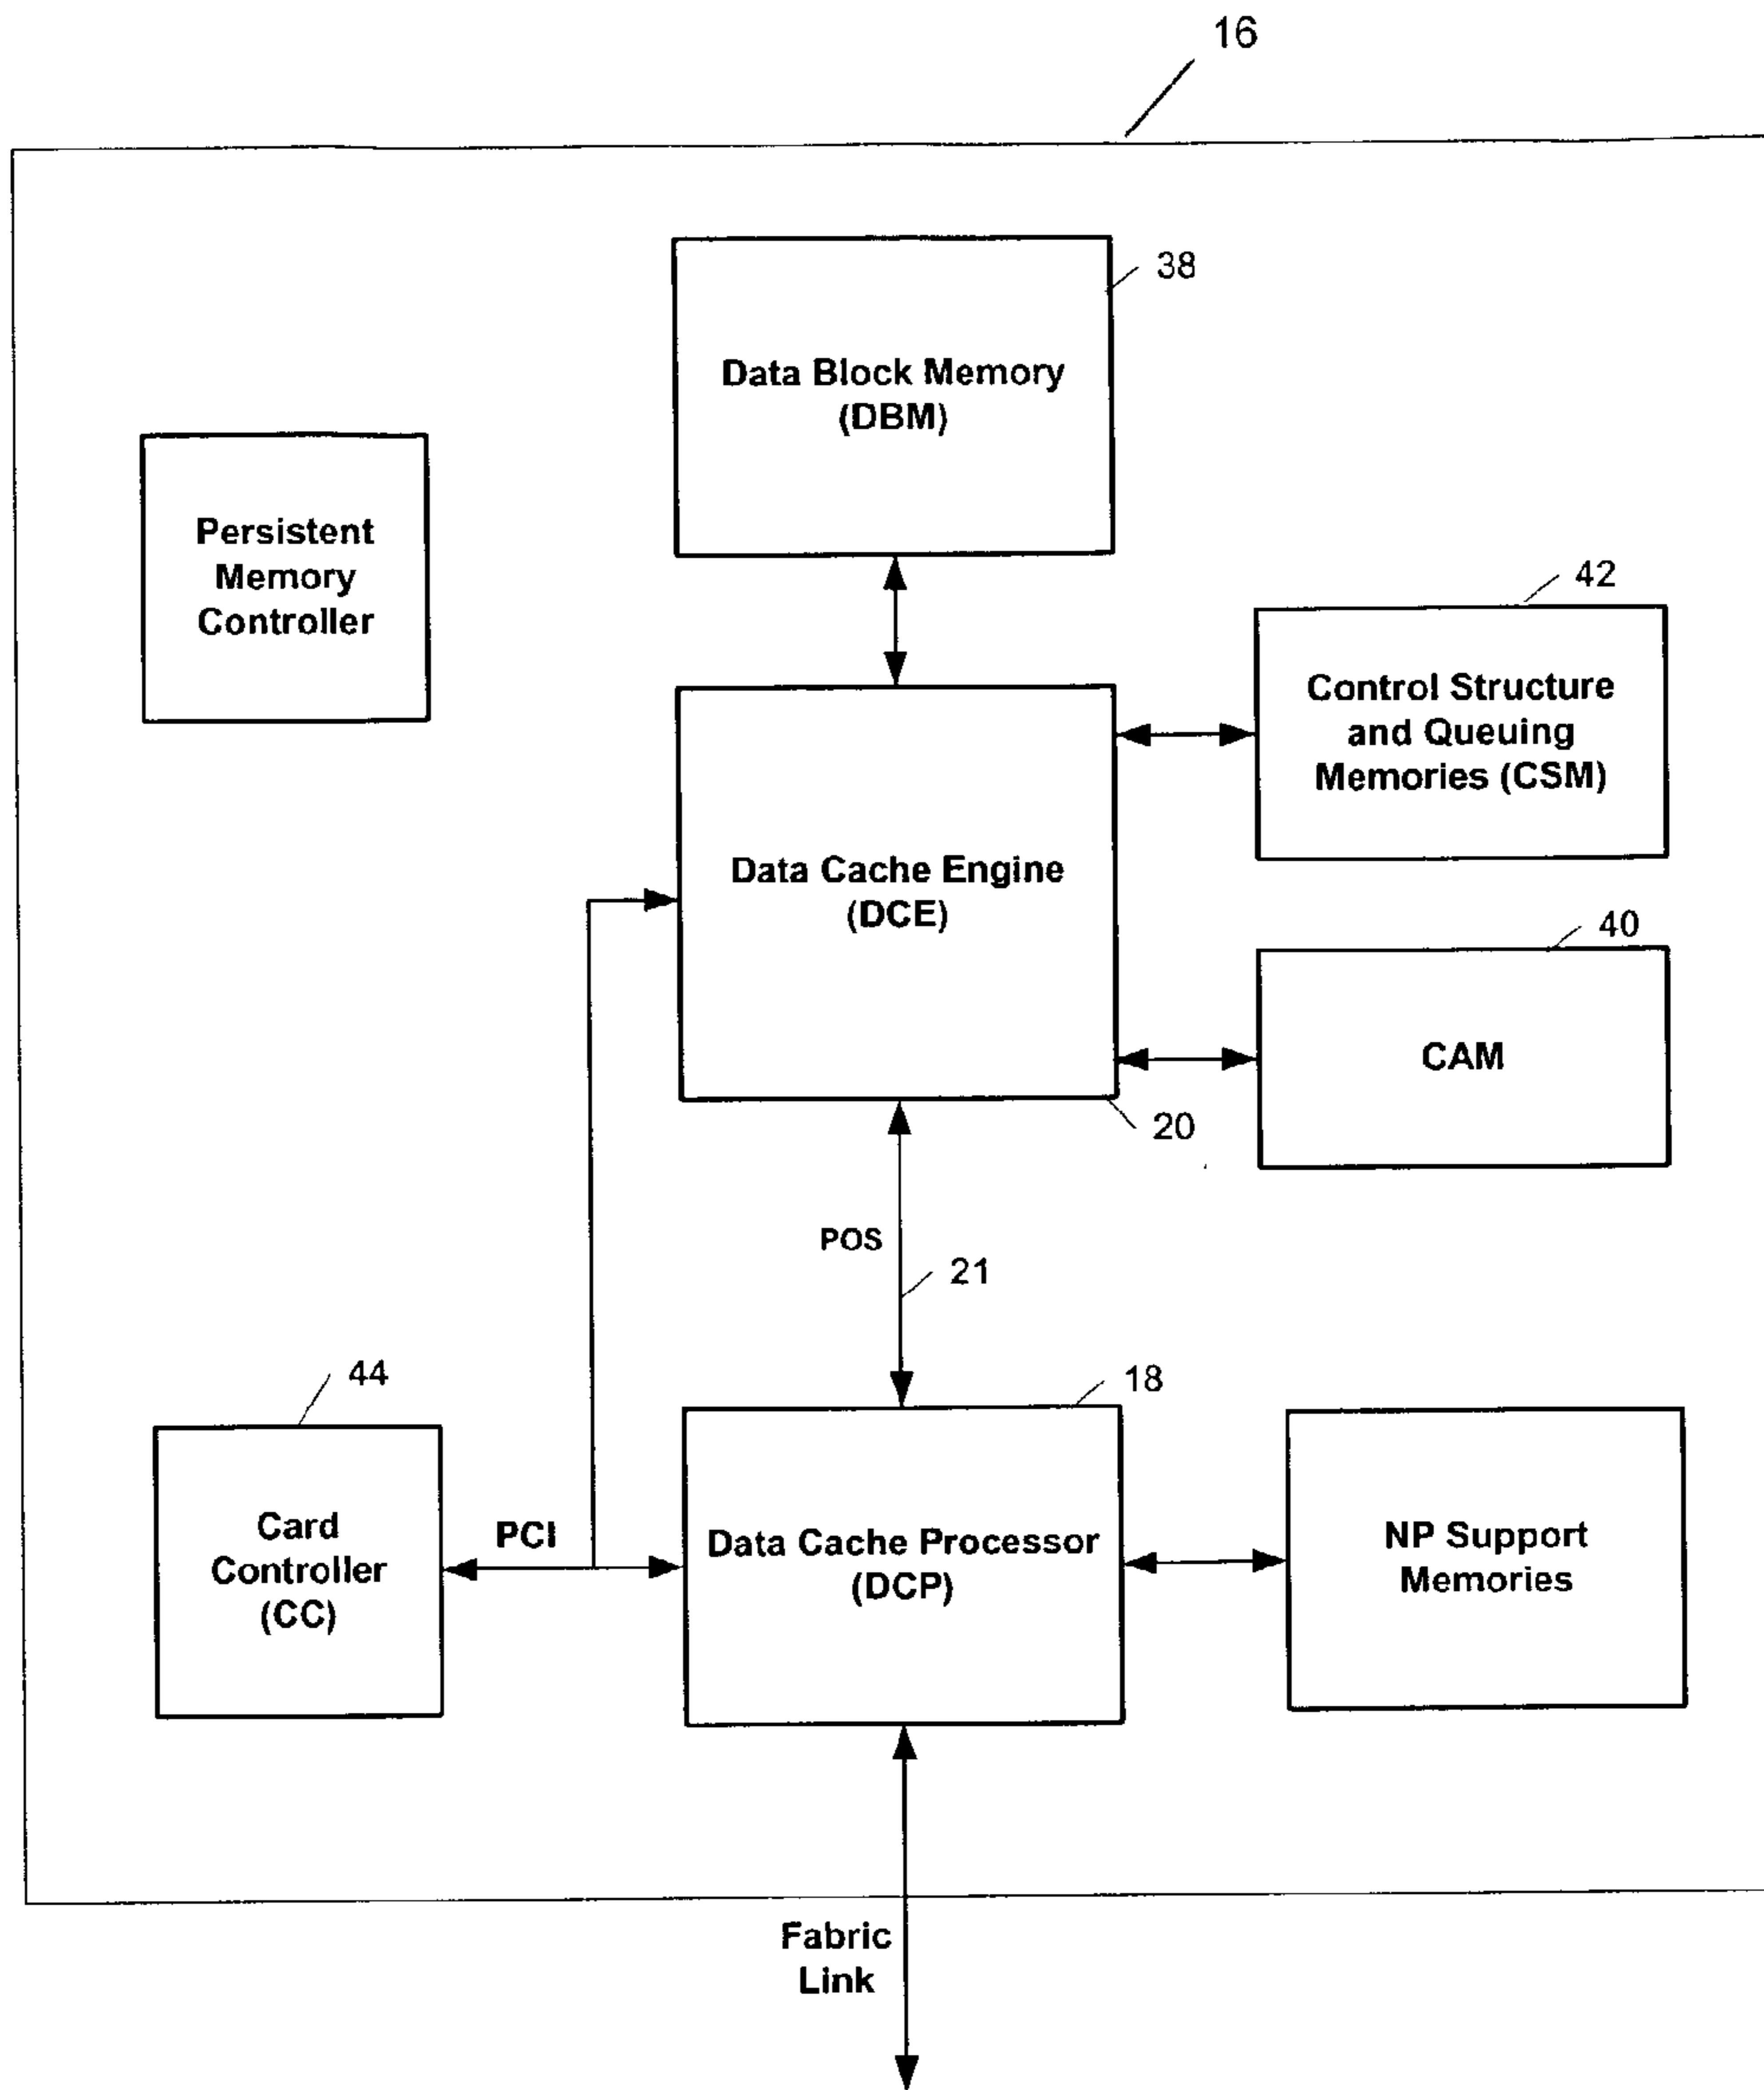 16
38
Data Block Memory
(DBM)
Persistent
Memory
Controller
42
Control Structure
and Queuing
Memories (CSM)
Data Cache Engine
(DCE)
40
CAM
20
POS
21
44
18
Card
Controller
(CC)
PCI
Data Cache Processor
(DCP)
NP Support
Memories
Fabric
Link